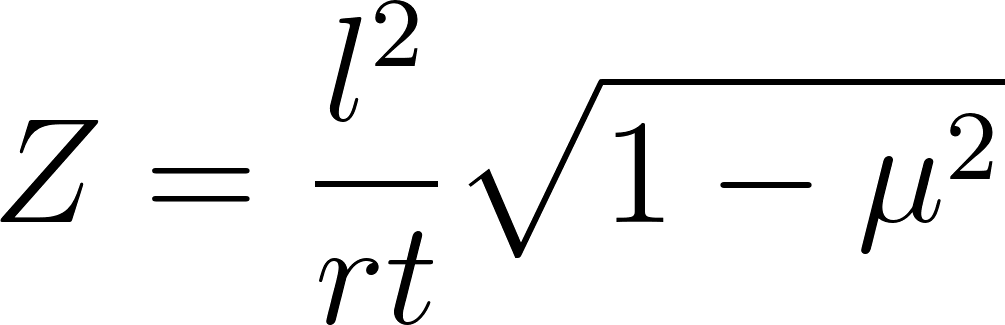 Z = \frac{l^2}{rt} \sqrt{1 - \mu^2}